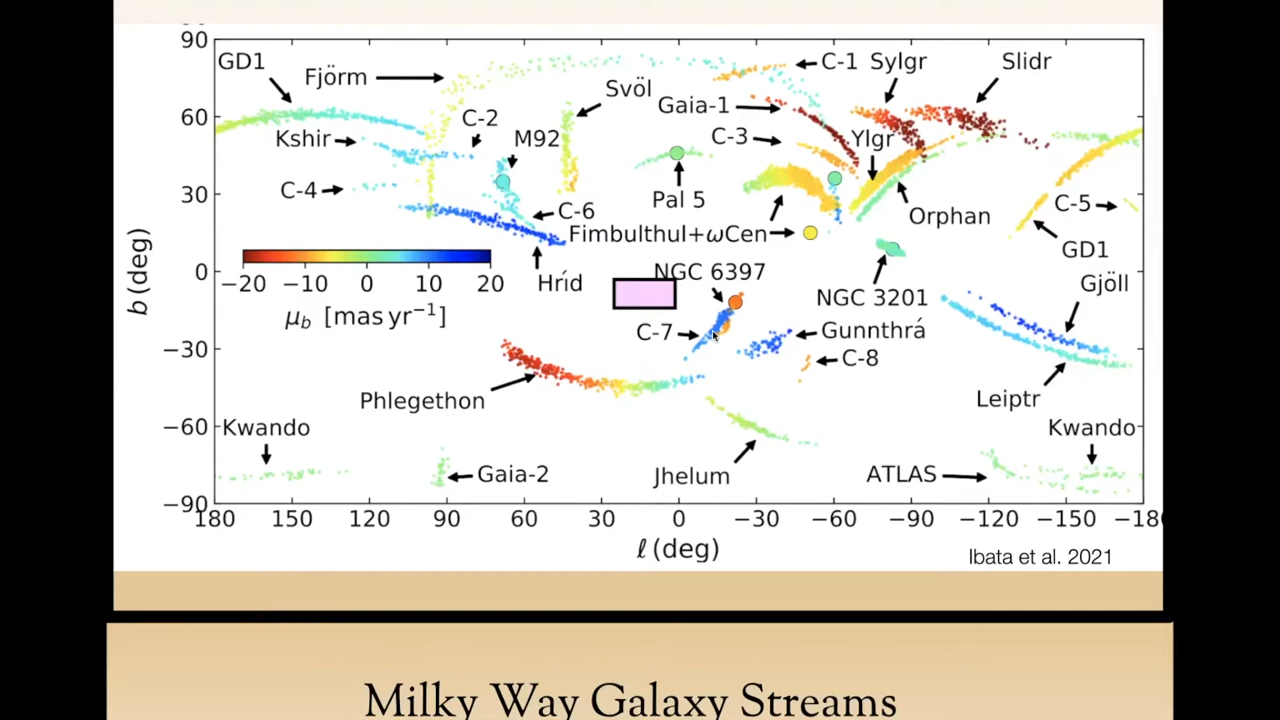 90
GD1
Fjörm
C-1
Sylgr
Slidr
Svöl
Gaia-1
60
C-2
Kshir
M92
C-3
Ylgr
30
C-4
Pal 5
C-6
Orphan
C-5
Fimbulthul+ωCen
GD1
b (deg)
0
−20 −10 0 10 20
Hríd
NGC 6397
NGC 3201
Gjöll
μb [mas yr−1]
−30
C-7
Gunnthrá
C-8
Phlegethon
Leiptr
−60
Kwando
Kwando
Jhelum
Gaia-2
ATLAS
−90
180 150 120 90 60 30 0 −30 −60 −90 −120 −150 −180
ℓ (deg)
Ibata et al. 2021
Milky Way Galaxy Streams